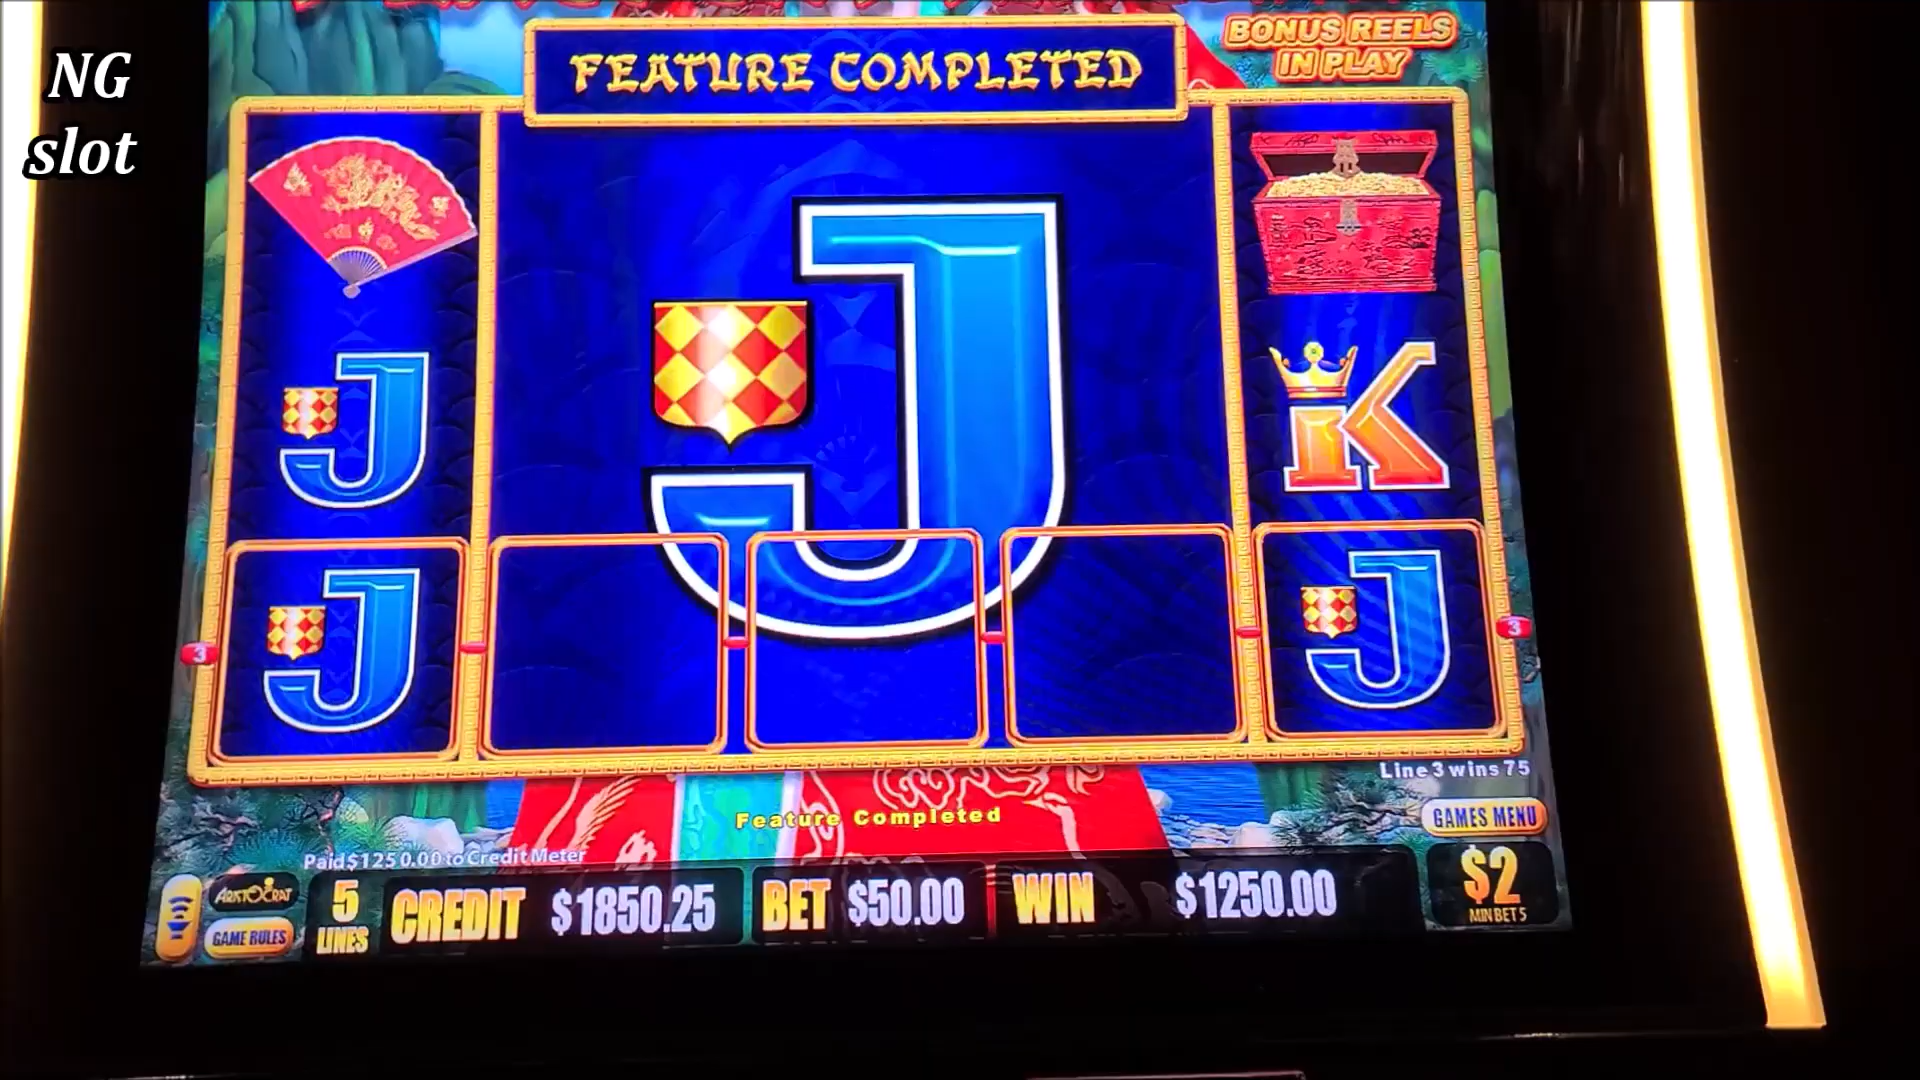 NG
slot
FEATURE COMPLETED
BONUS REELS
IN PLAY
J
J
K
J
J
3
3
Line 3 wins 75
Feature Completed
GAMES MENU
Paid $1250.00 to Credit Meter
ARISTOCRAT
GAME RULES
5
LINES
CREDIT $1850.25
BET $50.00
WIN $1250.00
$2
MIN BET 5